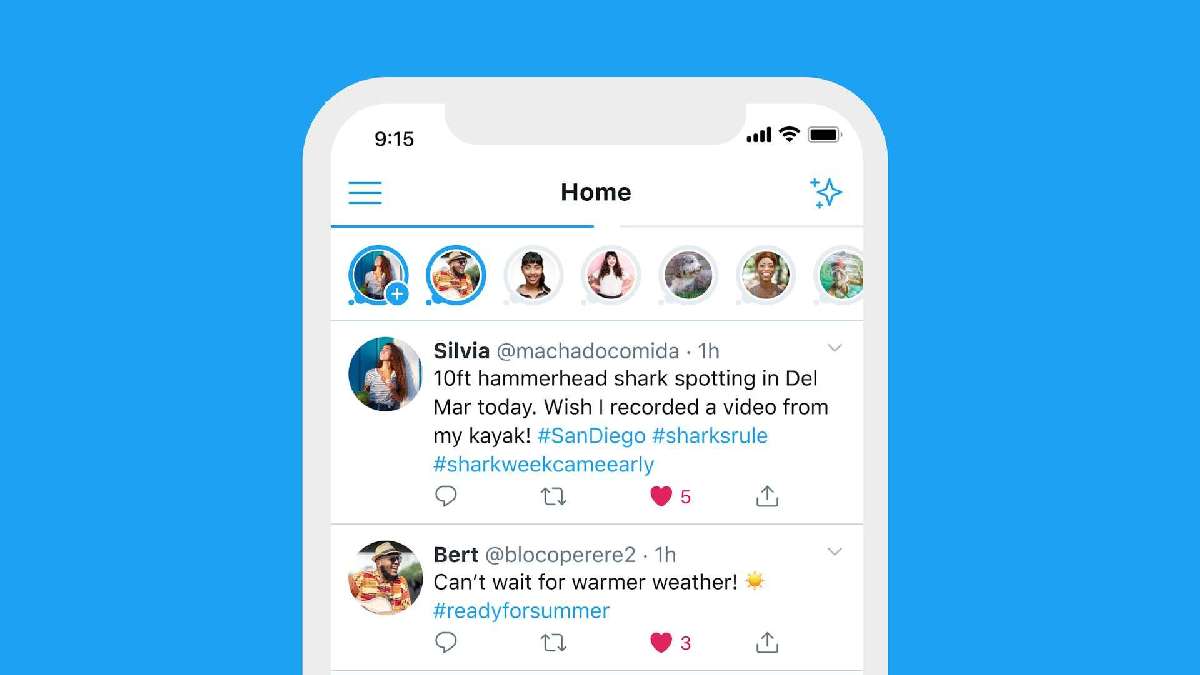 9:15
Home
Silvia @machadocomida · 1h
10ft hammerhead shark spotting in Del
Mar today. Wish I recorded a video from
my kayak! #SanDiego #sharksrule
#sharkweekcameearly
5
Bert @blocoperere2 · 1h
Can’t wait for warmer weather! ☀️
#readyforsummer
3